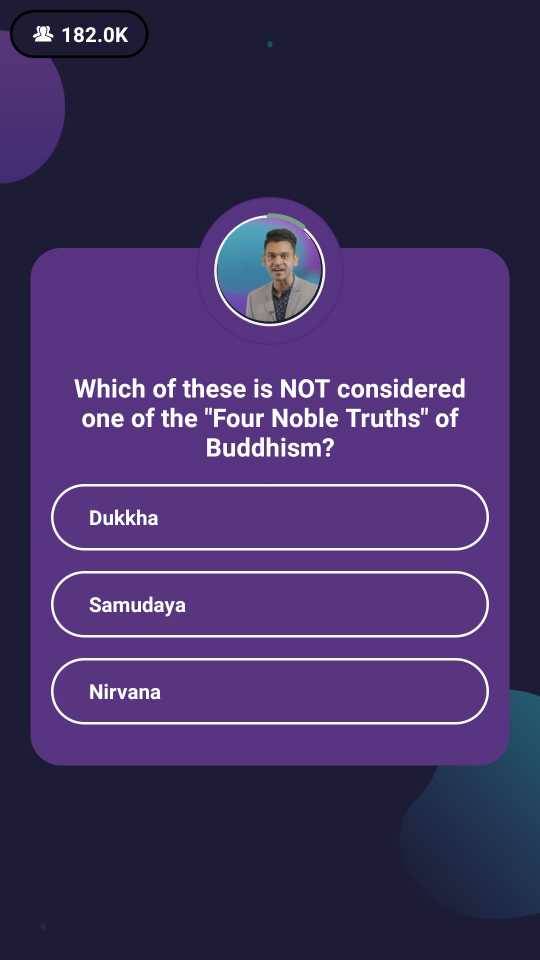 182.0K
Which of these is NOT considered
one of the "Four Noble Truths" of
Buddhism?
Dukkha
Samudaya
Nirvana